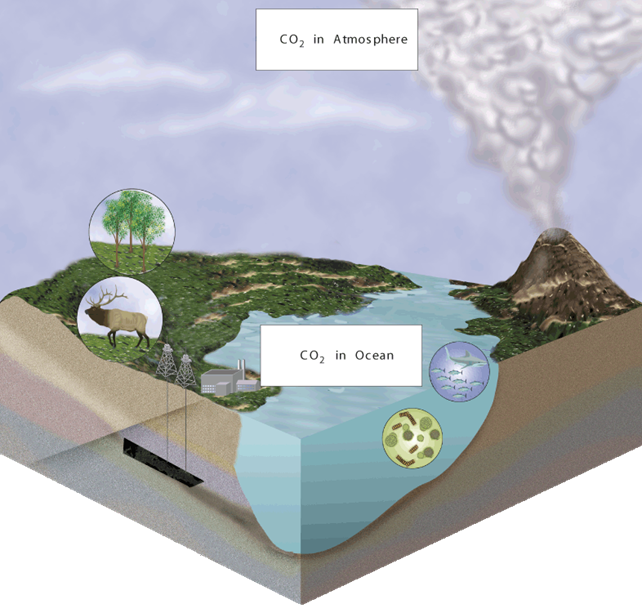 CO₂ in Atmosphere
CO₂ in Ocean